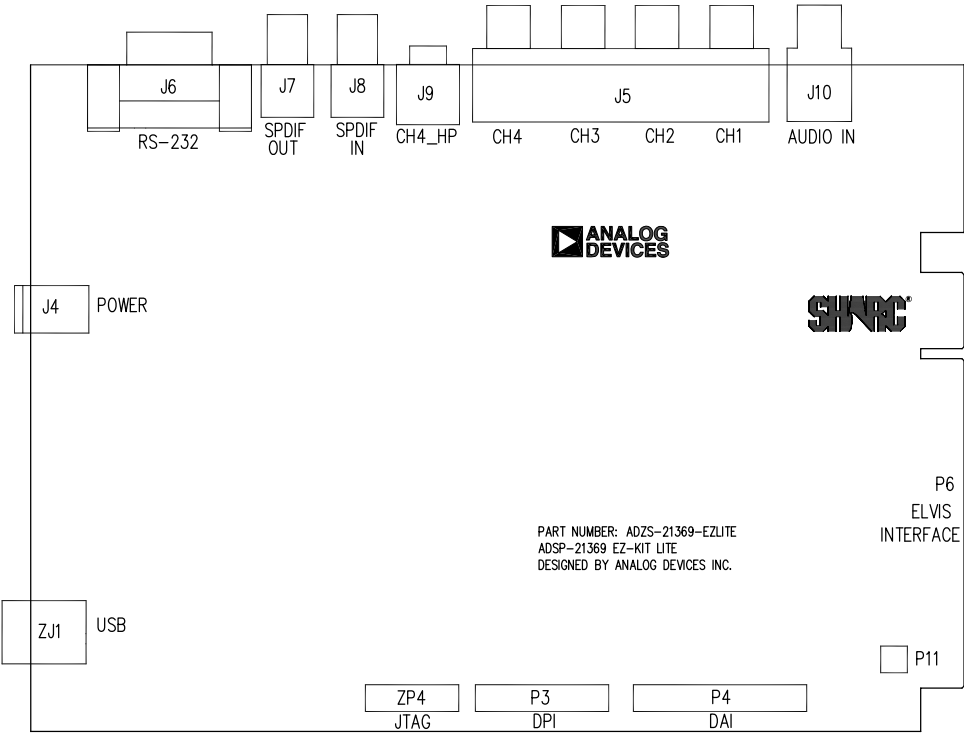 J6
J7
J8
J9
J5
J10
RS-232
SPDIF
OUT
SPDIF
IN
CH4_HP
CH4
CH3
CH2
CH1
AUDIO IN
ANALOG
DEVICES
J4
POWER
SHARC®
P6
ELVIS
INTERFACE
PART NUMBER: ADZS-21369-EZLITE
ADSP-21369 EZ-KIT LITE
DESIGNED BY ANALOG DEVICES INC.
ZJ1
USB
P11
ZP4
JTAG
P3
DPI
P4
DAI